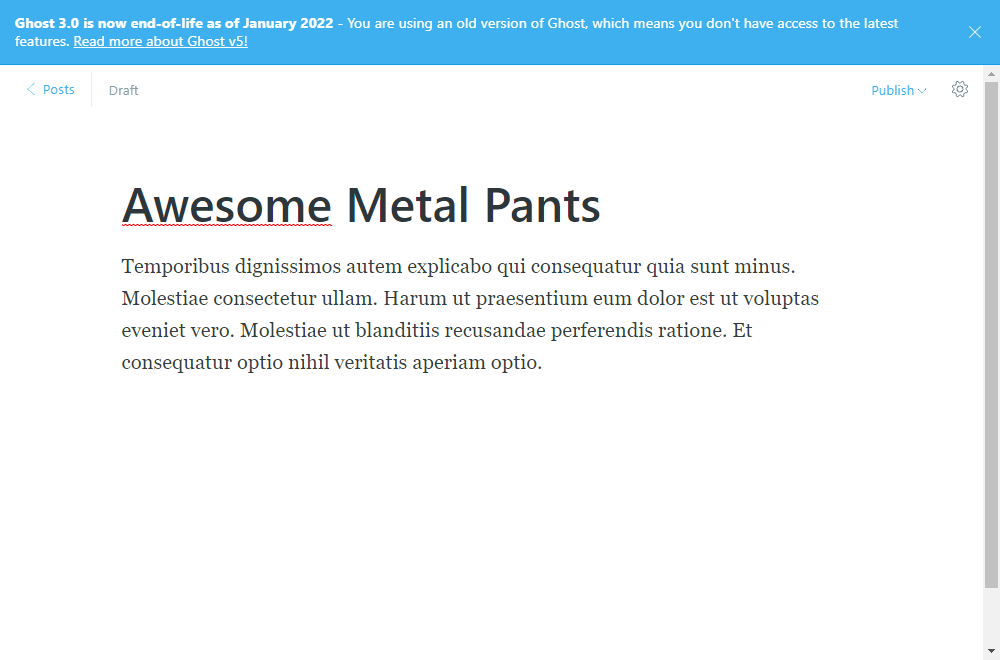 Ghost 3.0 is now end-of-life as of January 2022 - You are using an old version of Ghost, which means you don't have access to the latest
features. Read more about Ghost v5!
Posts
Draft
Publish
Awesome Metal Pants
Temporibus dignissimos autem explicabo qui consequatur quia sunt minus.
Molestiae consectetur ullam. Harum ut praesentium eum dolor est ut voluptas
eveniet vero. Molestiae ut blanditiis recusandae perferendis ratione. Et
consequatur optio nihil veritatis aperiam optio.